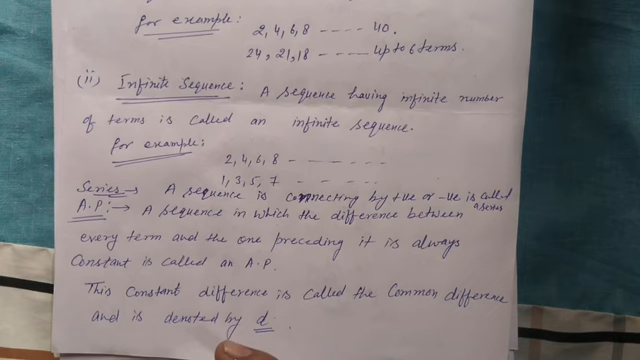 for example:
2, 4, 6, 8 ---- 40.
24, 21, 18 ----- up to 6 terms.
(ii) Infinite Sequence: A sequence having infinite number
of terms is called an infinite sequence.
for example:
2, 4, 6, 8 - - - - - - - -
1, 3, 5, 7 - - - - - -.
Series → A sequence is connecting by +ve or -ve is called a series
A.P: → A sequence in which the difference between
every term and the one preceding it is always
Constant is called an A.P.
This Constant difference is called the Common difference
and is denoted by d.